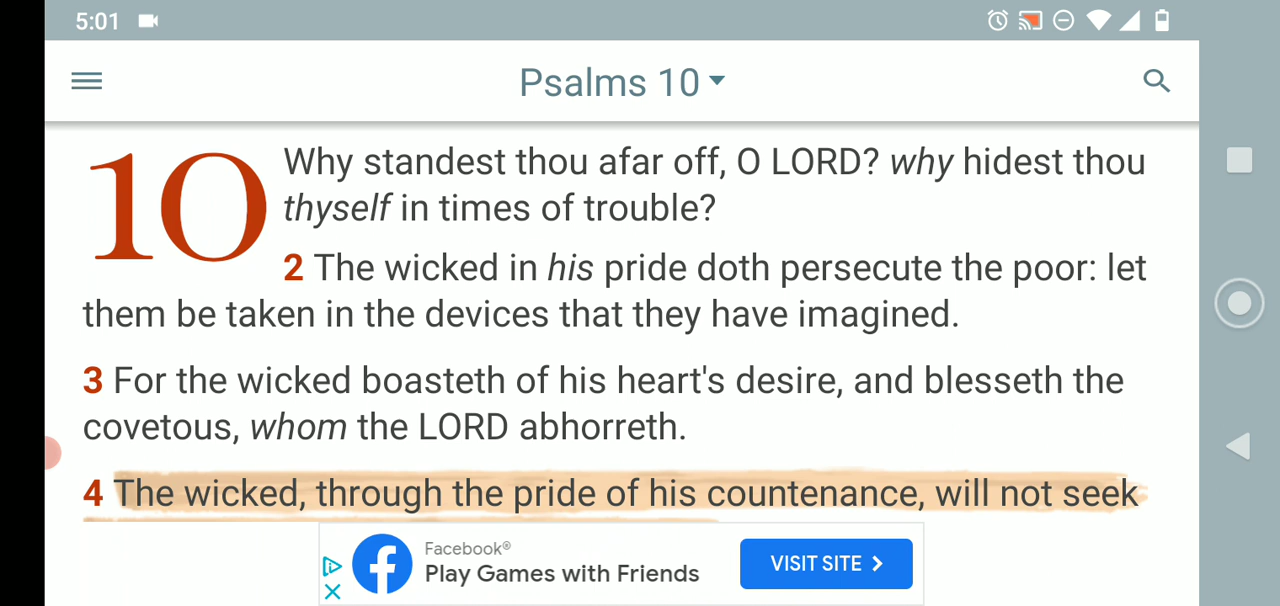 5:01
Psalms 10
10 Why standest thou afar off, O LORD? why hidest thou
thyself in times of trouble?
2 The wicked in his pride doth persecute the poor: let
them be taken in the devices that they have imagined.
3 For the wicked boasteth of his heart's desire, and blesseth the
covetous, whom the LORD abhorreth.
4 The wicked, through the pride of his countenance, will not seek
Facebook®
Play Games with Friends
VISIT SITE